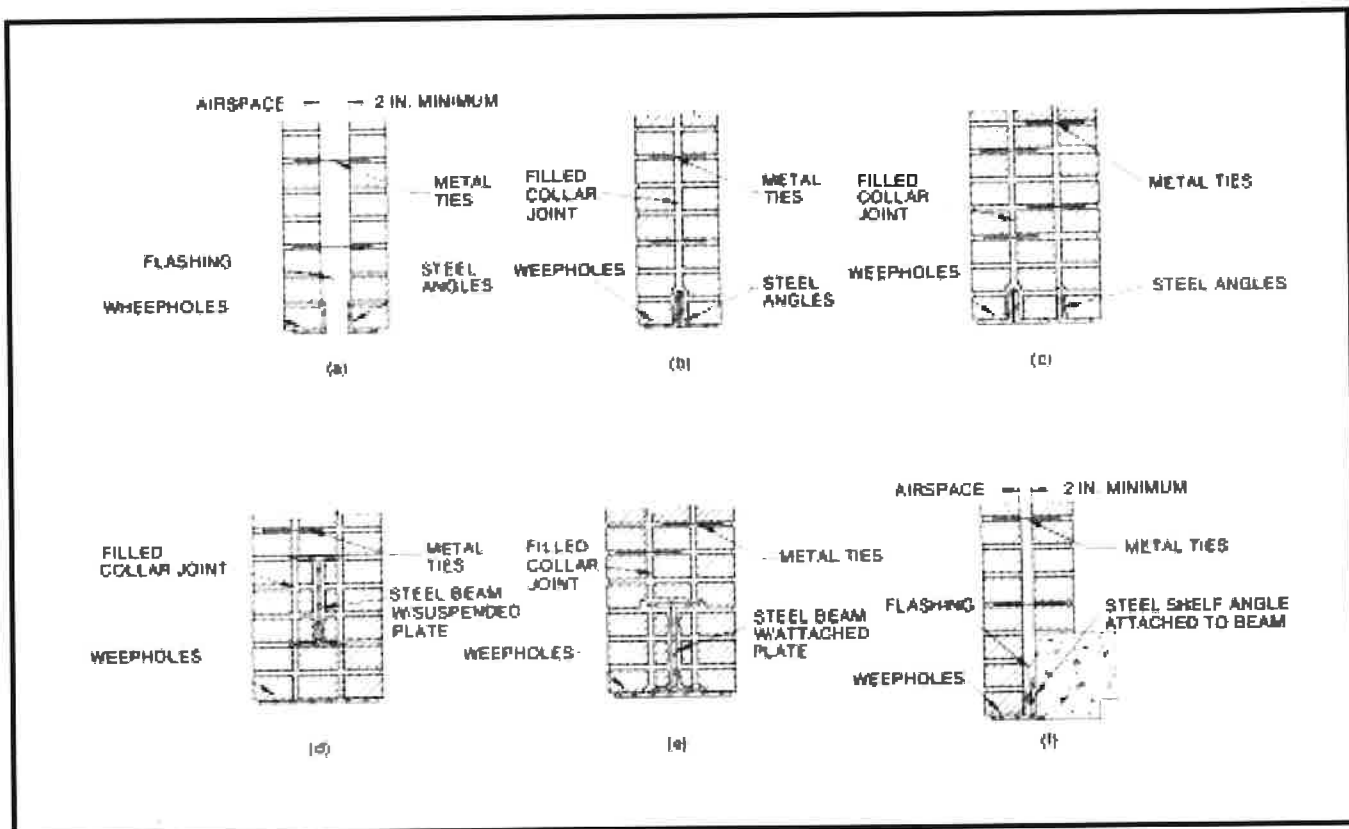 AIRSPACE
2 IN. MINIMUM
METAL
TIES
FLASHING
STEEL
ANGLES
WHEEPHOLES
(a)
FILLED
COLLAR
JOINT
METAL
TIES
WEEPHOLES
STEEL
ANGLES
(b)
FILLED
COLLAR
JOINT
METAL TIES
WEEPHOLES
STEEL ANGLES
(c)
FILLED
COLLAR JOINT
METAL
TIES
STEEL BEAM
W/SUSPENDED
PLATE
WEEPHOLES
(d)
FILLED
COLLAR
JOINT
METAL TIES
STEEL BEAM
W/ATTACHED
PLATE
WEEPHOLES
(e)
AIRSPACE
2 IN. MINIMUM
METAL TIES
FLASHING
STEEL SHELF ANGLE
ATTACHED TO BEAM
WEEPHOLES
(f)